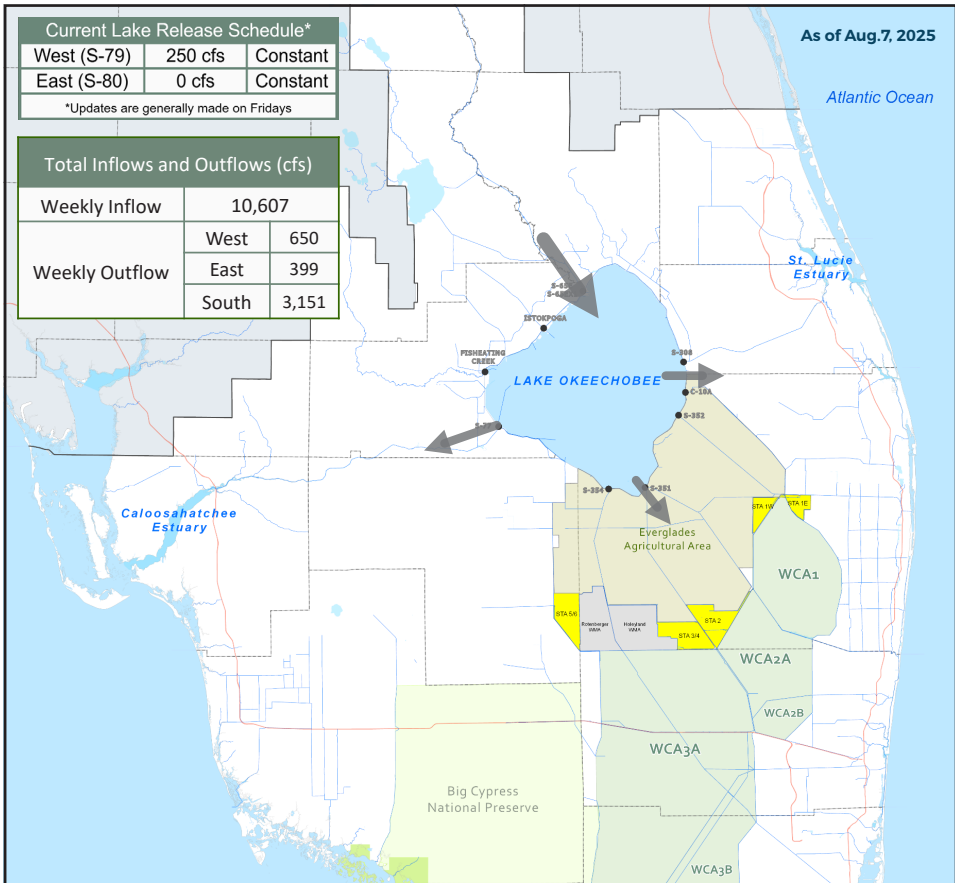 Current Lake Release Schedule*
West (S-79) 250 cfs Constant
East (S-80) 0 cfs Constant
*Updates are generally made on Fridays
As of Aug.7, 2025
Atlantic Ocean
Total Inflows and Outflows (cfs)
Weekly Inflow 10,607
Weekly Outflow
West 650
East 399
South 3,151
St. Lucie
Estuary
ISTOKPOGA
FISHEATING
CREEK
S-308
LAKE OKEECHOBEE
C-10A
S-352
S-354
S-351
Caloosahatchee
Estuary
Everglades
Agricultural Area
STA 1W
STA 1E
WCA1
STA 5/6
Rotenberger
WMA
Holeyland
WMA
STA 2
STA 3/4
WCA2A
WCA2B
WCA3A
Big Cypress
National Preserve
WCA3B